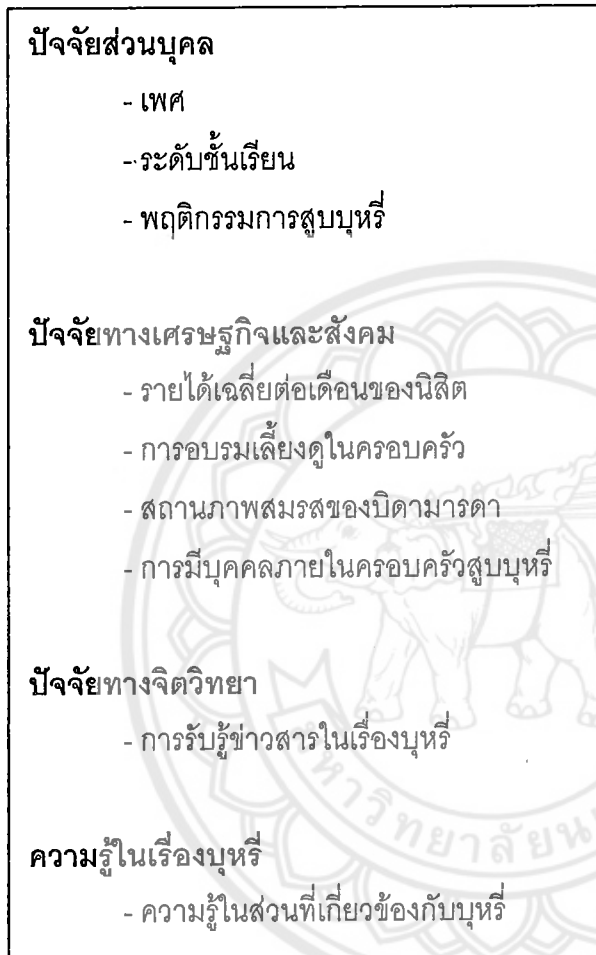 ปัจจัยส่วนบุคล
- เพศ
- ระดับชั้นเรียน
- พฤติกรรมการสูบบุหรี่
ปัจจัยทางเศรษฐกิจและสังคม
- รายได้เฉลี่ยต่อเดือนของนิสิต
- การอบรมเลี้ยงดูในครอบครัว
- สถานภาพสมรสของบิดามารดา
- การมีบุคคลภายในครอบครัวสูบบุหรี่
ปัจจัยทางจิตวิทยา
- การรับรู้ข่าวสารในเรื่องบุหรี่
ความรู้ในเรื่องบุหรี่
- ความรู้ในส่วนที่เกี่ยวข้องกับบุหรี่